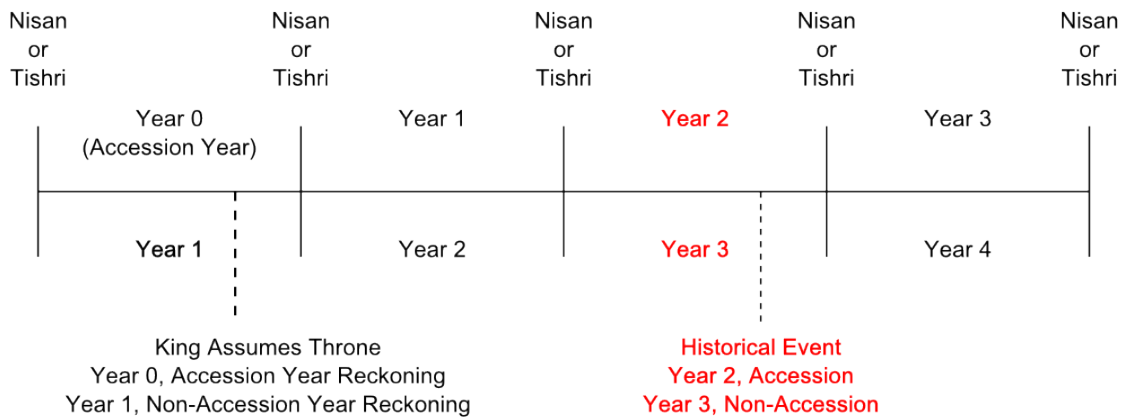 Nisan
or
Tishri
Nisan
or
Tishri
Nisan
or
Tishri
Nisan
or
Tishri
Nisan
or
Tishri
Year 0
(Accession Year)
Year 1
Year 2
Year 3
Year 1
Year 2
Year 3
Year 4
King Assumes Throne
Year 0, Accession Year Reckoning
Year 1, Non-Accession Year Reckoning
Historical Event
Year 2, Accession
Year 3, Non-Accession